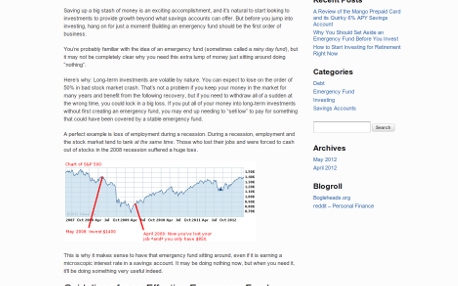 Saving up a big stash of money is an exciting accomplishment, and it's natural to start looking to
investments to provide growth beyond what savings accounts can offer. But before you jump into
investing, hang on for just a moment! Building an emergency fund should be the first order of
business.
You're probably familiar with the idea of an emergency fund (sometimes called a rainy day fund), but
it may not be completely clear why you need this extra lump of money just sitting around doing
"nothing".
Here's why: Long-term investments are volatile by nature. You can expect to lose on the order of
50% in bad stock market crash. That's not a problem if you keep your money in the market for
many years and benefit from the following recovery, but if you need to withdraw all of a sudden at
the wrong time, you could lock in a big loss. If you put all of your money into long-term investments
without first creating an emergency fund, you may end up needing to "sell low" to pay for something
that could have been covered by a stable emergency fund.
A perfect example is loss of employment during a recession. During a recession, employment and
the stock market tend to tank at the same time. Those who lost their jobs and were forced to cash
out of stocks in the 2008 recession suffered a huge loss.
Chart of S&P 500
May 2008: Invest $1400
April 2009: Now you've lost your
job
This is why it makes sense to have that emergency fund sitting around, even if it is earning a
microscopic interest rate in a savings account. It may be doing nothing now, but when you need it,
it'll be doing something very useful indeed.
Recent Posts
A Review of the Mango Prepaid Card
and its Quirky 6% APY Savings
Account
Why You Should Set Aside an
Emergency Fund Before You Invest
How to Start Investing for Retirement
Right Now
Categories
Debt
Emergency Fund
Investing
Savings Accounts
Search
Archives
May 2012
April 2012
Blogroll
Bogleheads.org
reddit – Personal Finance